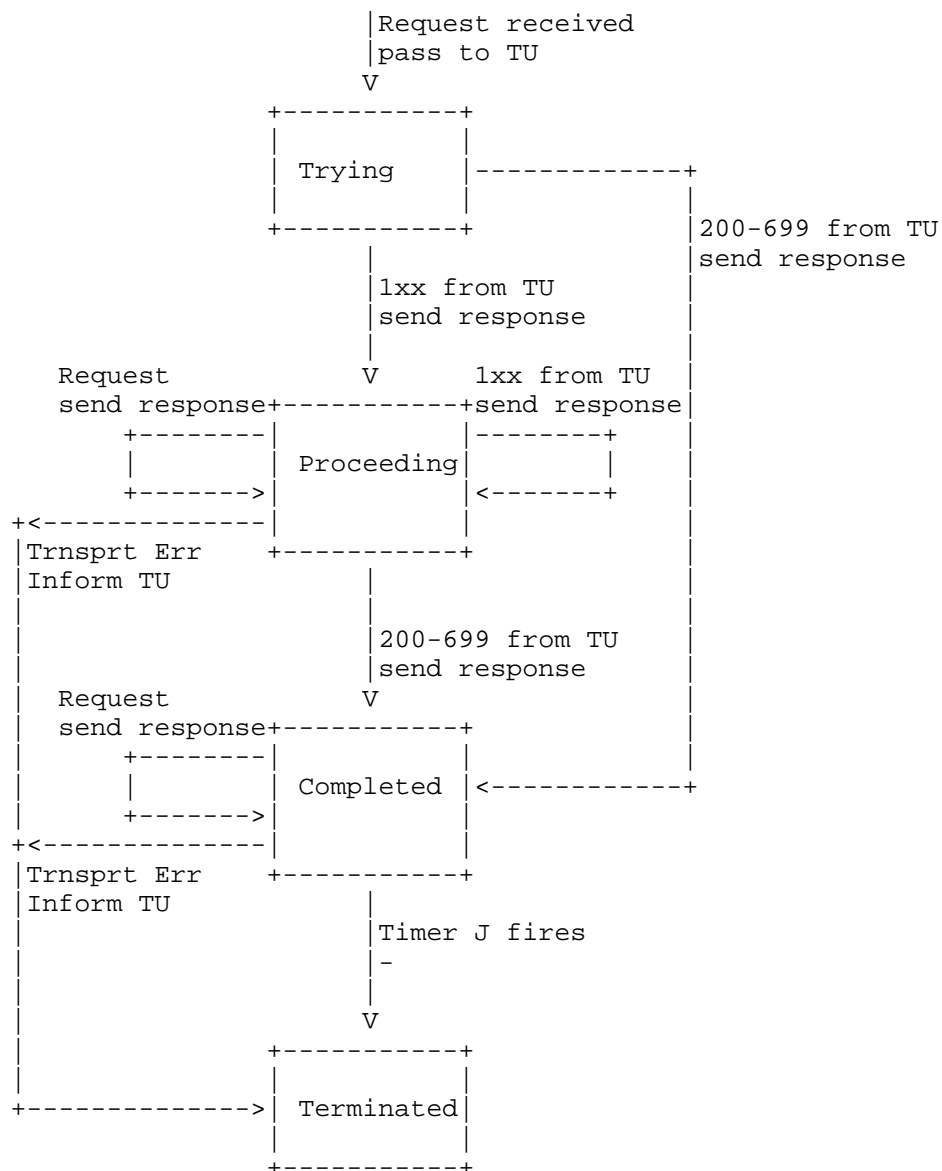 Request received
pass to TU
V
Trying
200-699 from TU
send response
1xx from TU
send response
Request V 1xx from TU
send response send response
Proceeding
Trnsprt Err
Inform TU
200-699 from TU
send response
Request V
send response
Completed
Trnsprt Err
Inform TU
Timer J fires
-
V
Terminated